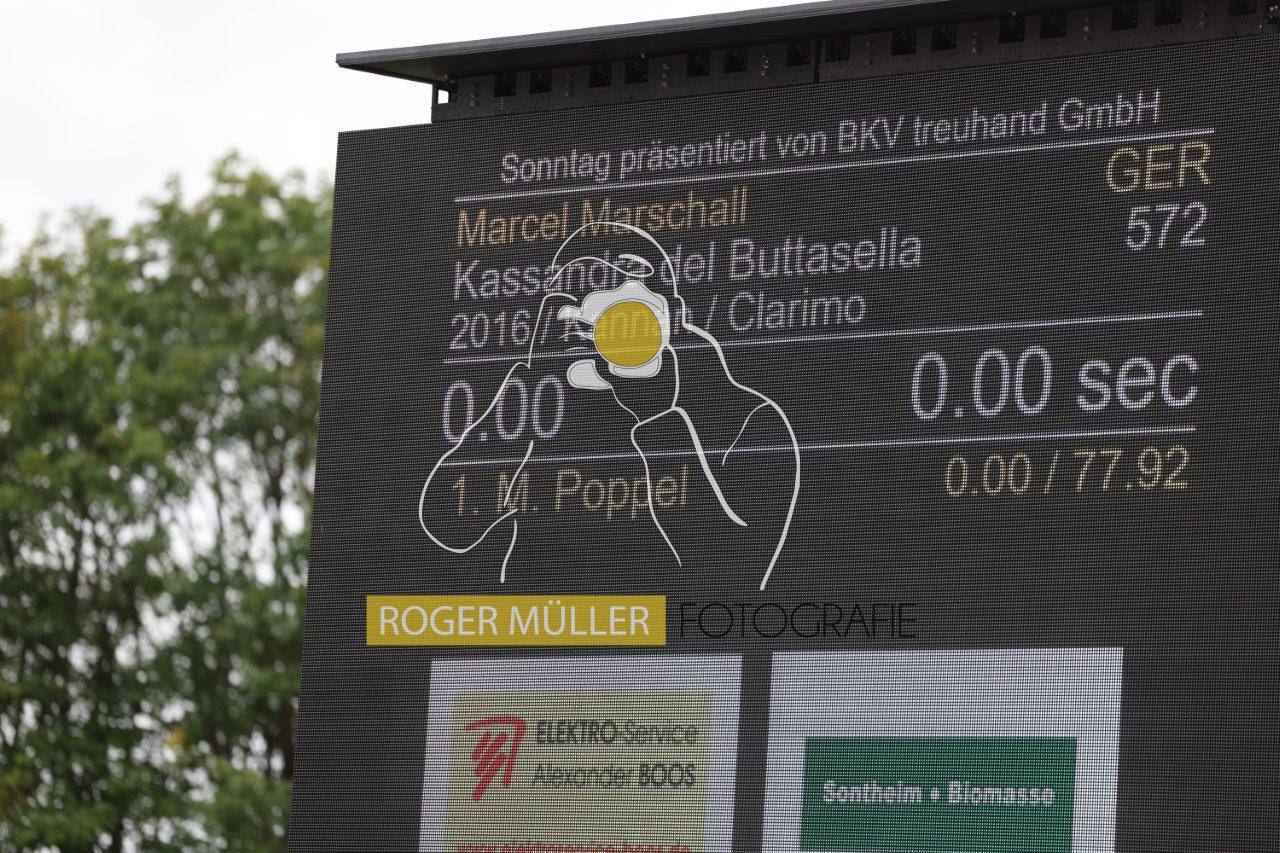 Sonntag präsentiert von BKV treuhand GmbH
Marcel Marschall GER
Kassandra del Buttasella 572
2016 / Kannan / Clarimo
0.00 0.00 sec
1. M. Poppel 0.00 / 77.92
ROGER MÜLLER FOTOGRAFIE
ELEKTRO-Service
Alexander BOOS
Sontheim • Biomasse